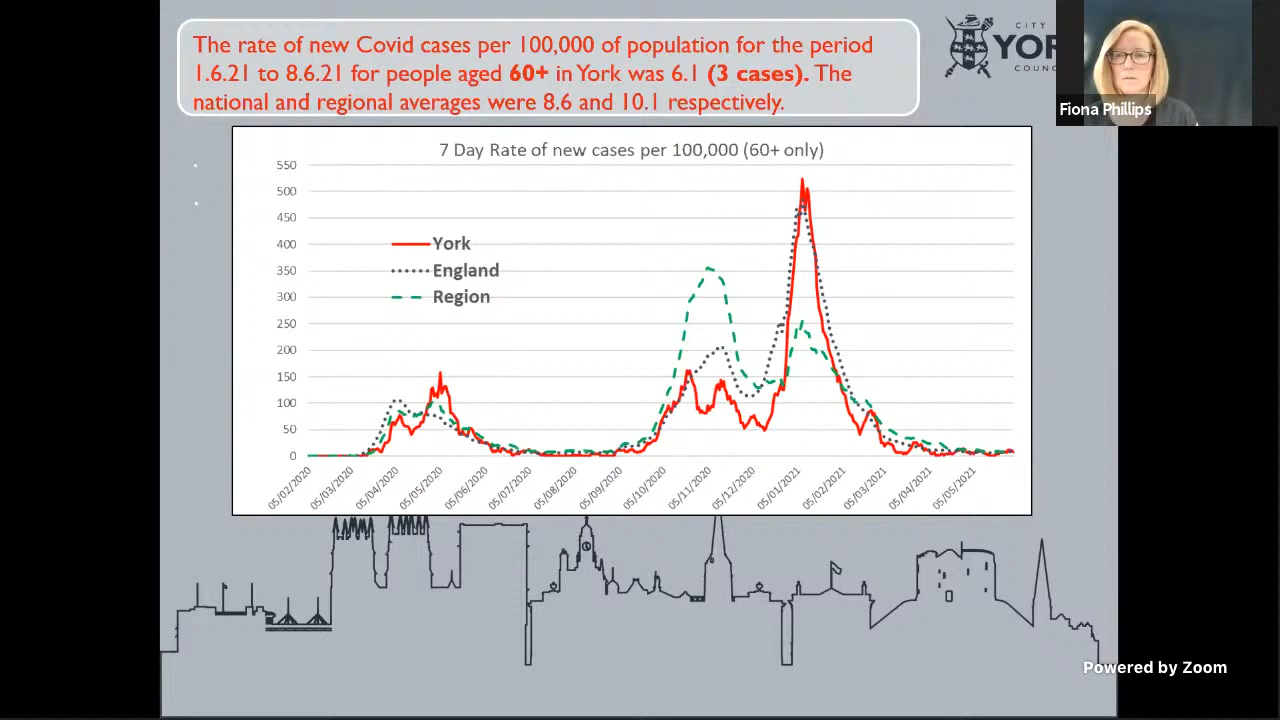 The rate of new Covid cases per 100,000 of population for the period
1.6.21 to 8.6.21 for people aged 60+ in York was 6.1 (3 cases). The
national and regional averages were 8.6 and 10.1 respectively.
CITY
YOR
COUNC
Fiona Phillips
7 Day Rate of new cases per 100,000 (60+ only)
550
500
450
400
350
300
250
200
150
100
50
0
York
England
Region
05/02/2020
05/03/2020
05/04/2020
05/05/2020
05/06/2020
05/07/2020
05/08/2020
05/09/2020
05/10/2020
05/11/2020
05/12/2020
05/01/2021
05/02/2021
05/03/2021
05/04/2021
05/05/2021
Powered by Zoom